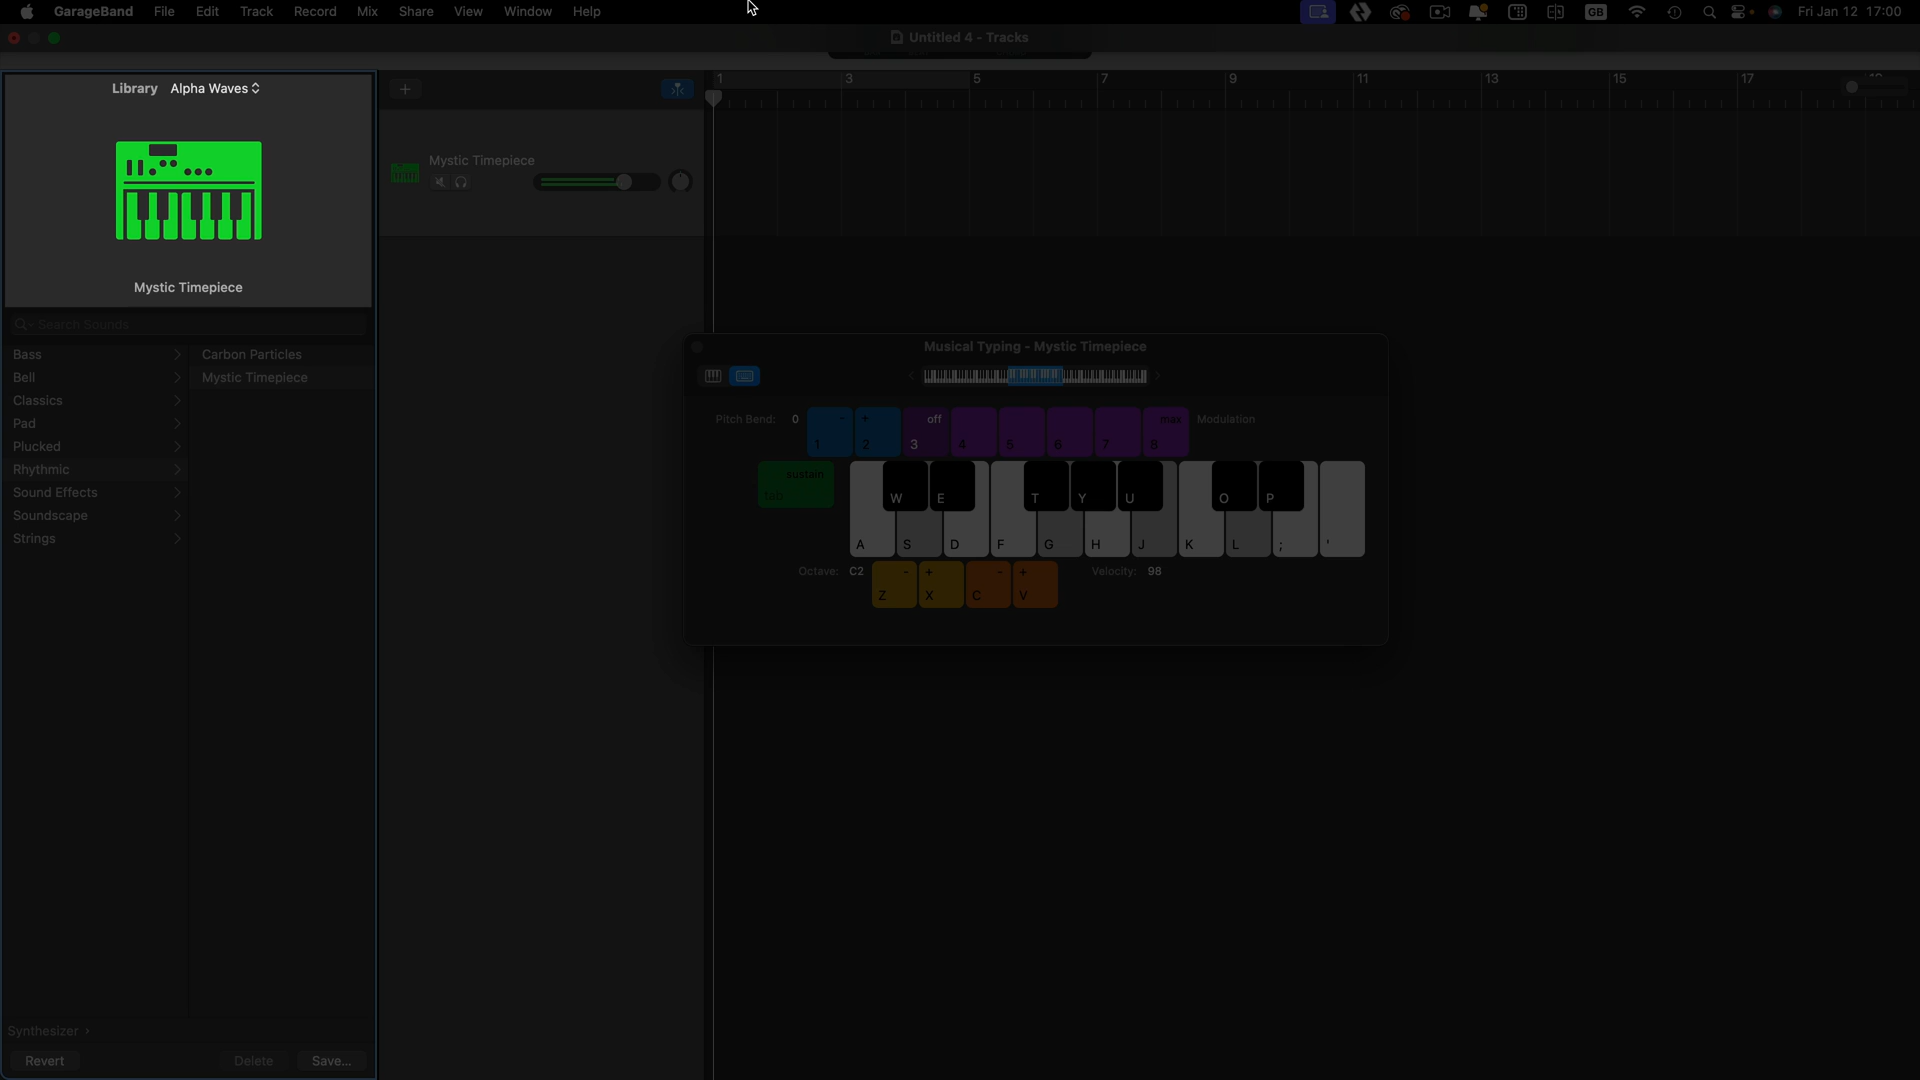 GarageBand File Edit Track Record Mix Share View Window Help GB Fri Jan 12 17:00
Untitled 4 - Tracks
Library Alpha Waves
1 3 5 7 9 11 13 15 17
Mystic Timepiece
Mystic Timepiece
Search Sounds
Bass
Bell
Classics
Pad
Plucked
Rhythmic
Sound Effects
Soundscape
Strings
Carbon Particles
Mystic Timepiece
Musical Typing - Mystic Timepiece
Pitch Bend: 0 - + off max Modulation
1 2 3 4 5 6 7 8
sustain
tab
W E T Y U O P
A S D F G H J K L ; '
Octave: C2 - + - + Velocity: 98
Z X C V
Synthesizer ›
Revert Delete Save...